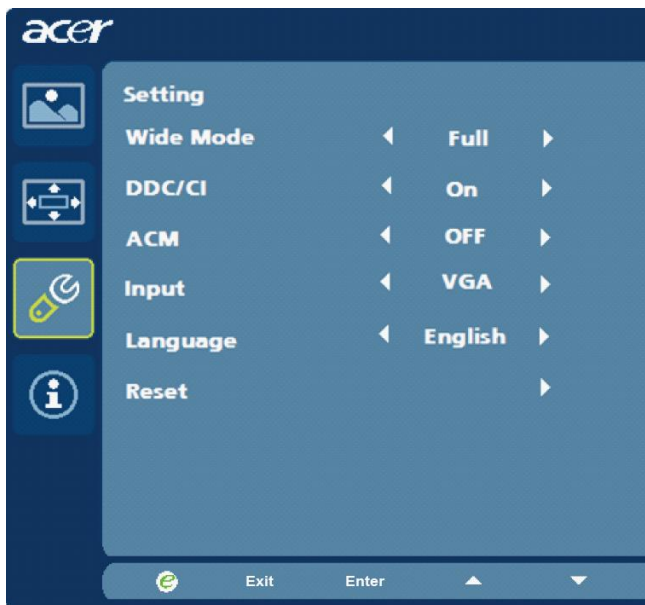 acer
Setting
Wide Mode Full
DDC/CI On
ACM OFF
Input VGA
Language English
Reset
e Exit Enter